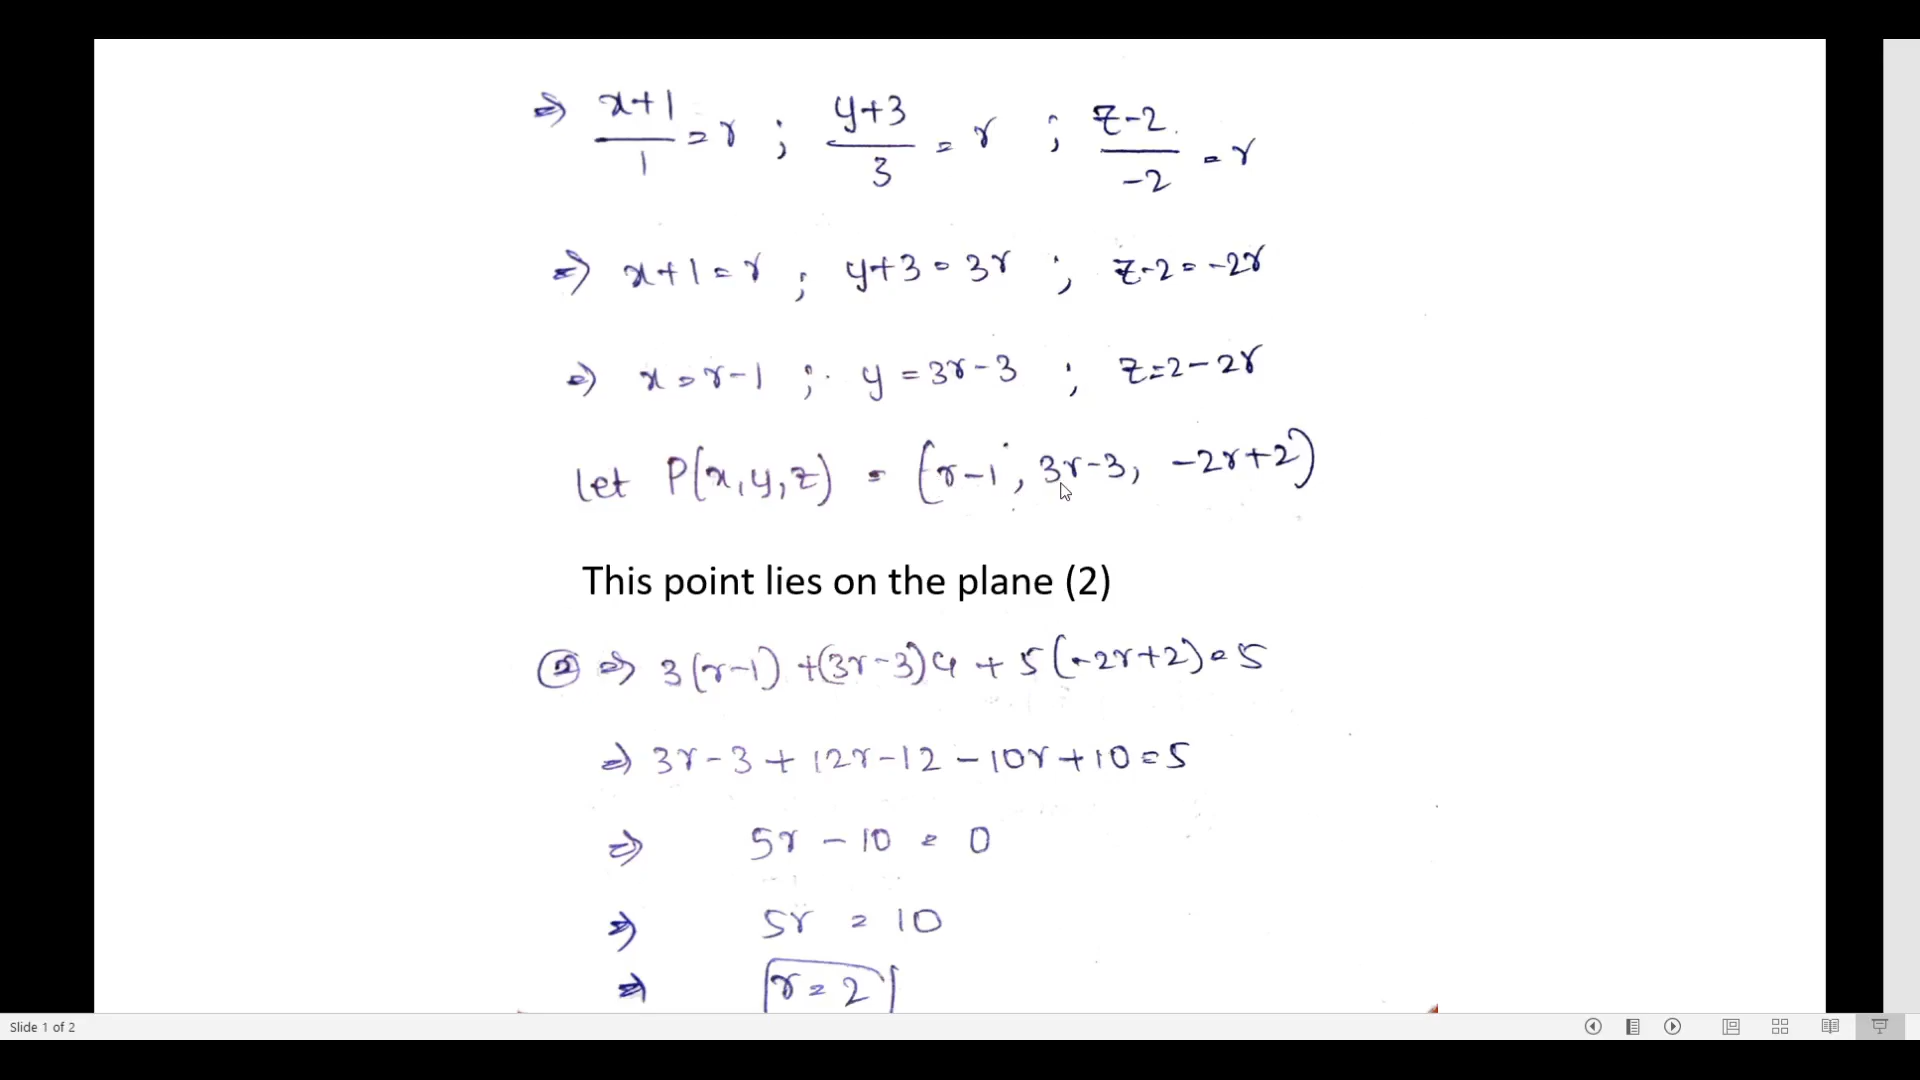 ⇒ x+1/1 = r ; y+3/3 = r ; z-2/-2 = r
⇒ x+1 = r ; y+3 = 3r ; z-2 = -2r
⇒ x = r-1 ; y = 3r-3 ; z = 2-2r
let P(x,y,z) = (r-1, 3r-3, -2r+2)
This point lies on the plane (2)
② ⇒ 3(r-1) +(3r-3)4 + 5(-2r+2) = 5
⇒ 3r-3+12r-12-10r+10=5
⇒ 5r - 10 = 0
⇒ 5r = 10
⇒ r = 2
Slide 1 of 2